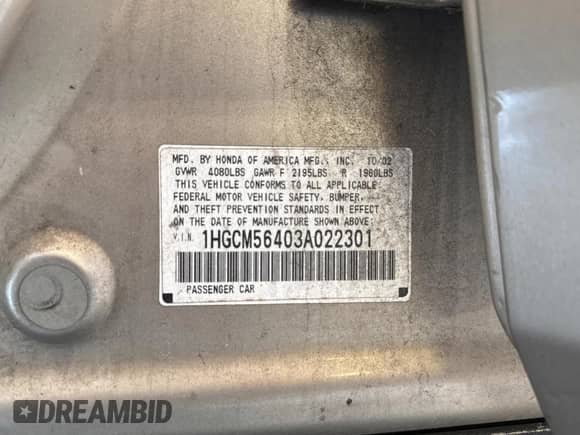 MFD. BY HONDA OF AMERICA MFG., INC. 10/02
GVWR 4080LBS GAWR F 2195LBS R 1980LBS
THIS VEHICLE CONFORMS TO ALL APPLICABLE
FEDERAL MOTOR VEHICLE SAFETY, BUMPER,
AND THEFT PREVENTION STANDARDS IN EFFECT
ON THE DATE OF MANUFACTURE SHOWN ABOVE.
V.I.N. 1HGCM56403A022301
PASSENGER CAR
DREAMBID